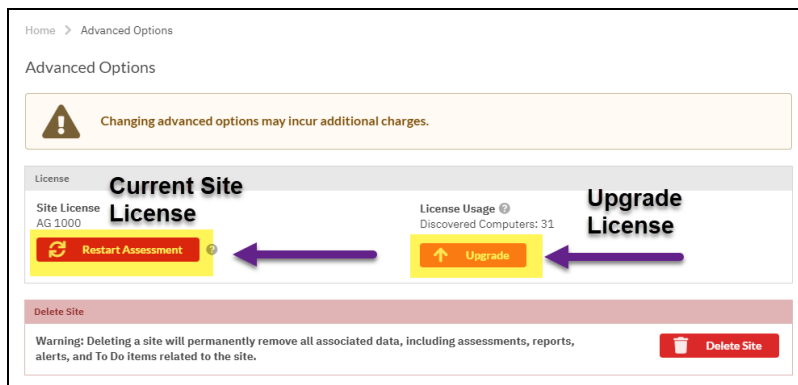 Home > Advanced Options
Advanced Options
Changing advanced options may incur additional charges.
License
Current Site
License
Site License
AG 1000
Restart Assessment
License Usage
Discovered Computers: 31
Upgrade
Upgrade
License
Delete Site
Warning: Deleting a site will permanently remove all associated data, including assessments, reports,
alerts, and To Do items related to the site.
Delete Site